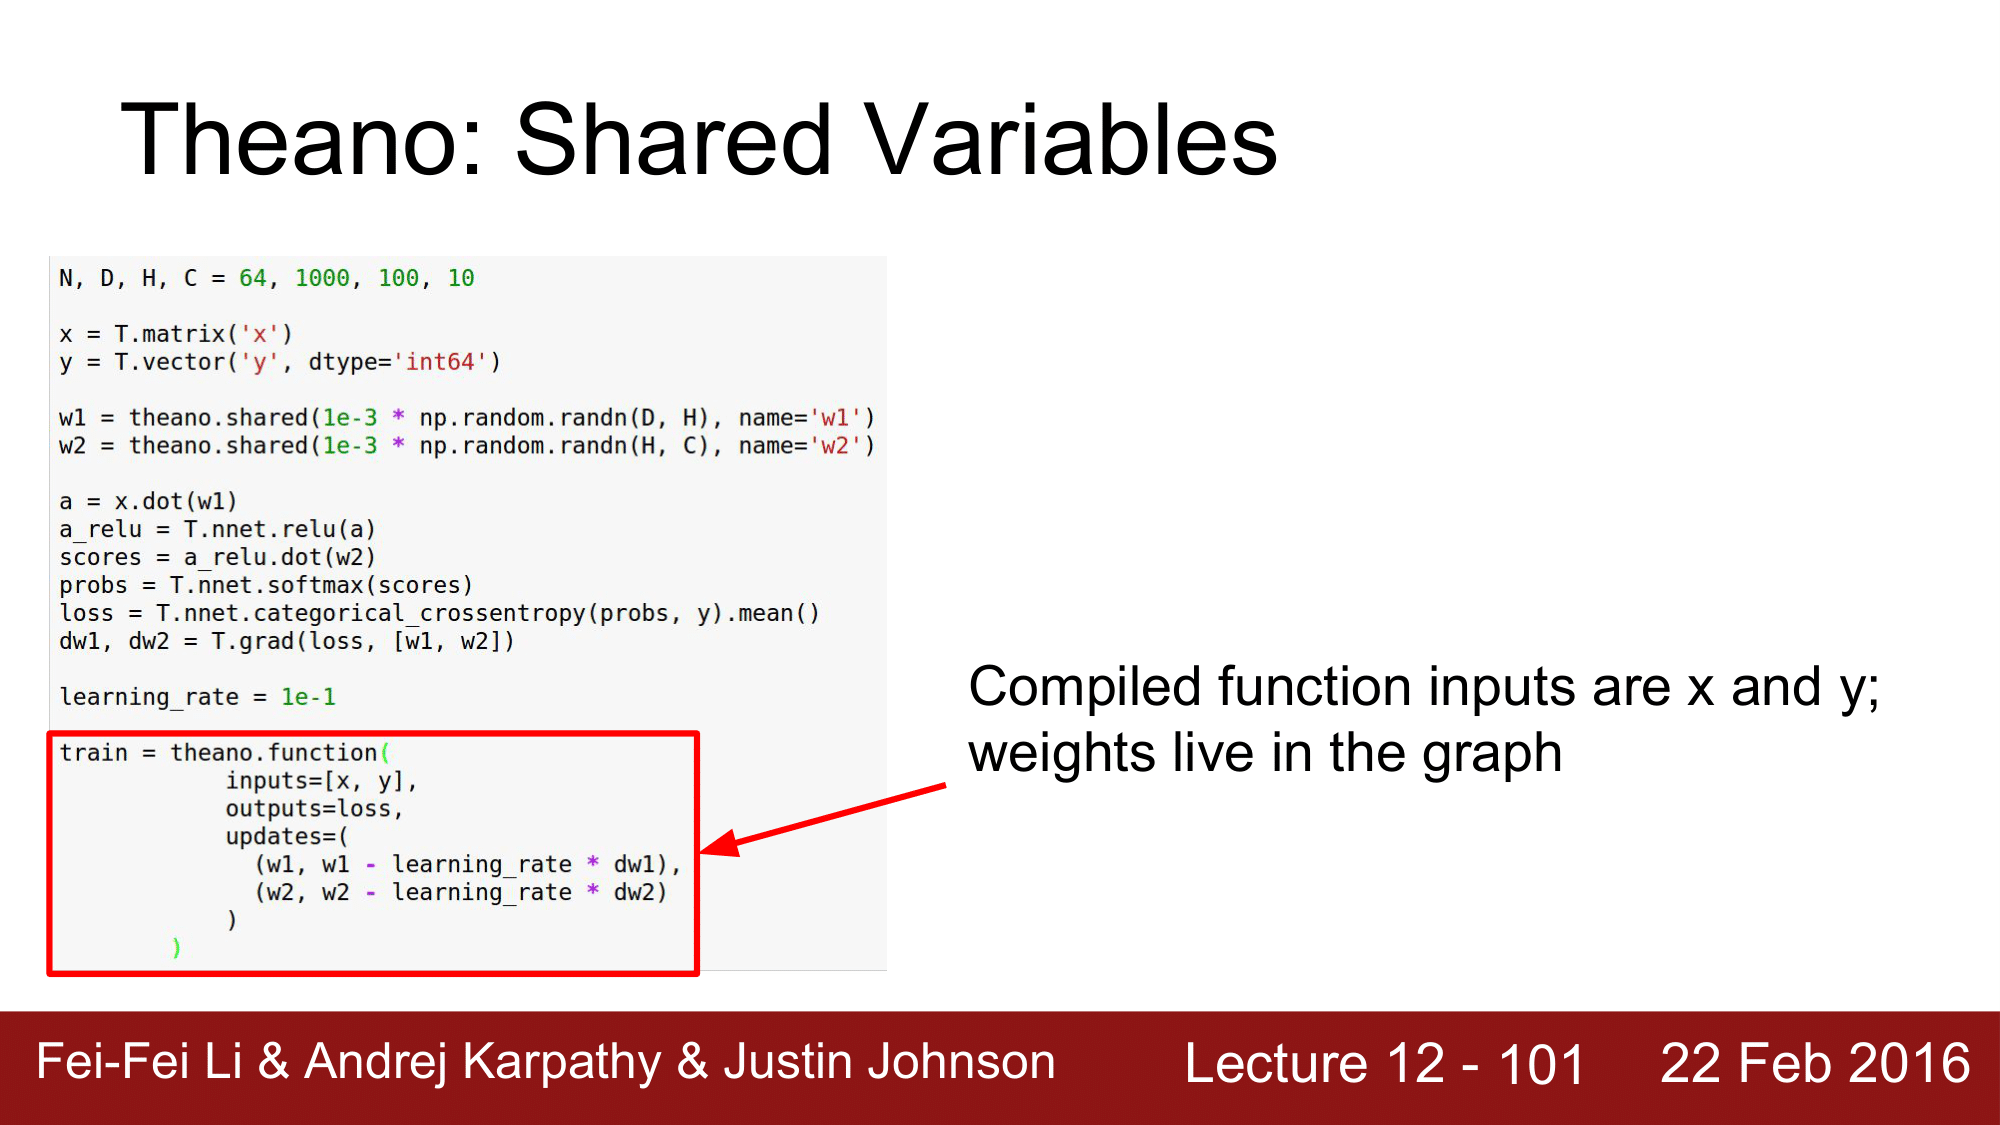 Theano: Shared Variables
N, D, H, C = 64, 1000, 100, 10
x = T.matrix('x')
y = T.vector('y', dtype='int64')
w1 = theano.shared(1e-3 * np.random.randn(D, H), name='w1')
w2 = theano.shared(1e-3 * np.random.randn(H, C), name='w2')
a = x.dot(w1)
a_relu = T.nnet.relu(a)
scores = a_relu.dot(w2)
probs = T.nnet.softmax(scores)
loss = T.nnet.categorical_crossentropy(probs, y).mean()
dw1, dw2 = T.grad(loss, [w1, w2])
learning_rate = 1e-1
train = theano.function(
inputs=[x, y],
outputs=loss,
updates=(
(w1, w1 - learning_rate * dw1),
(w2, w2 - learning_rate * dw2)
)
)
Compiled function inputs are x and y;
weights live in the graph
Fei-Fei Li & Andrej Karpathy & Justin Johnson Lecture 12 - 101 22 Feb 2016